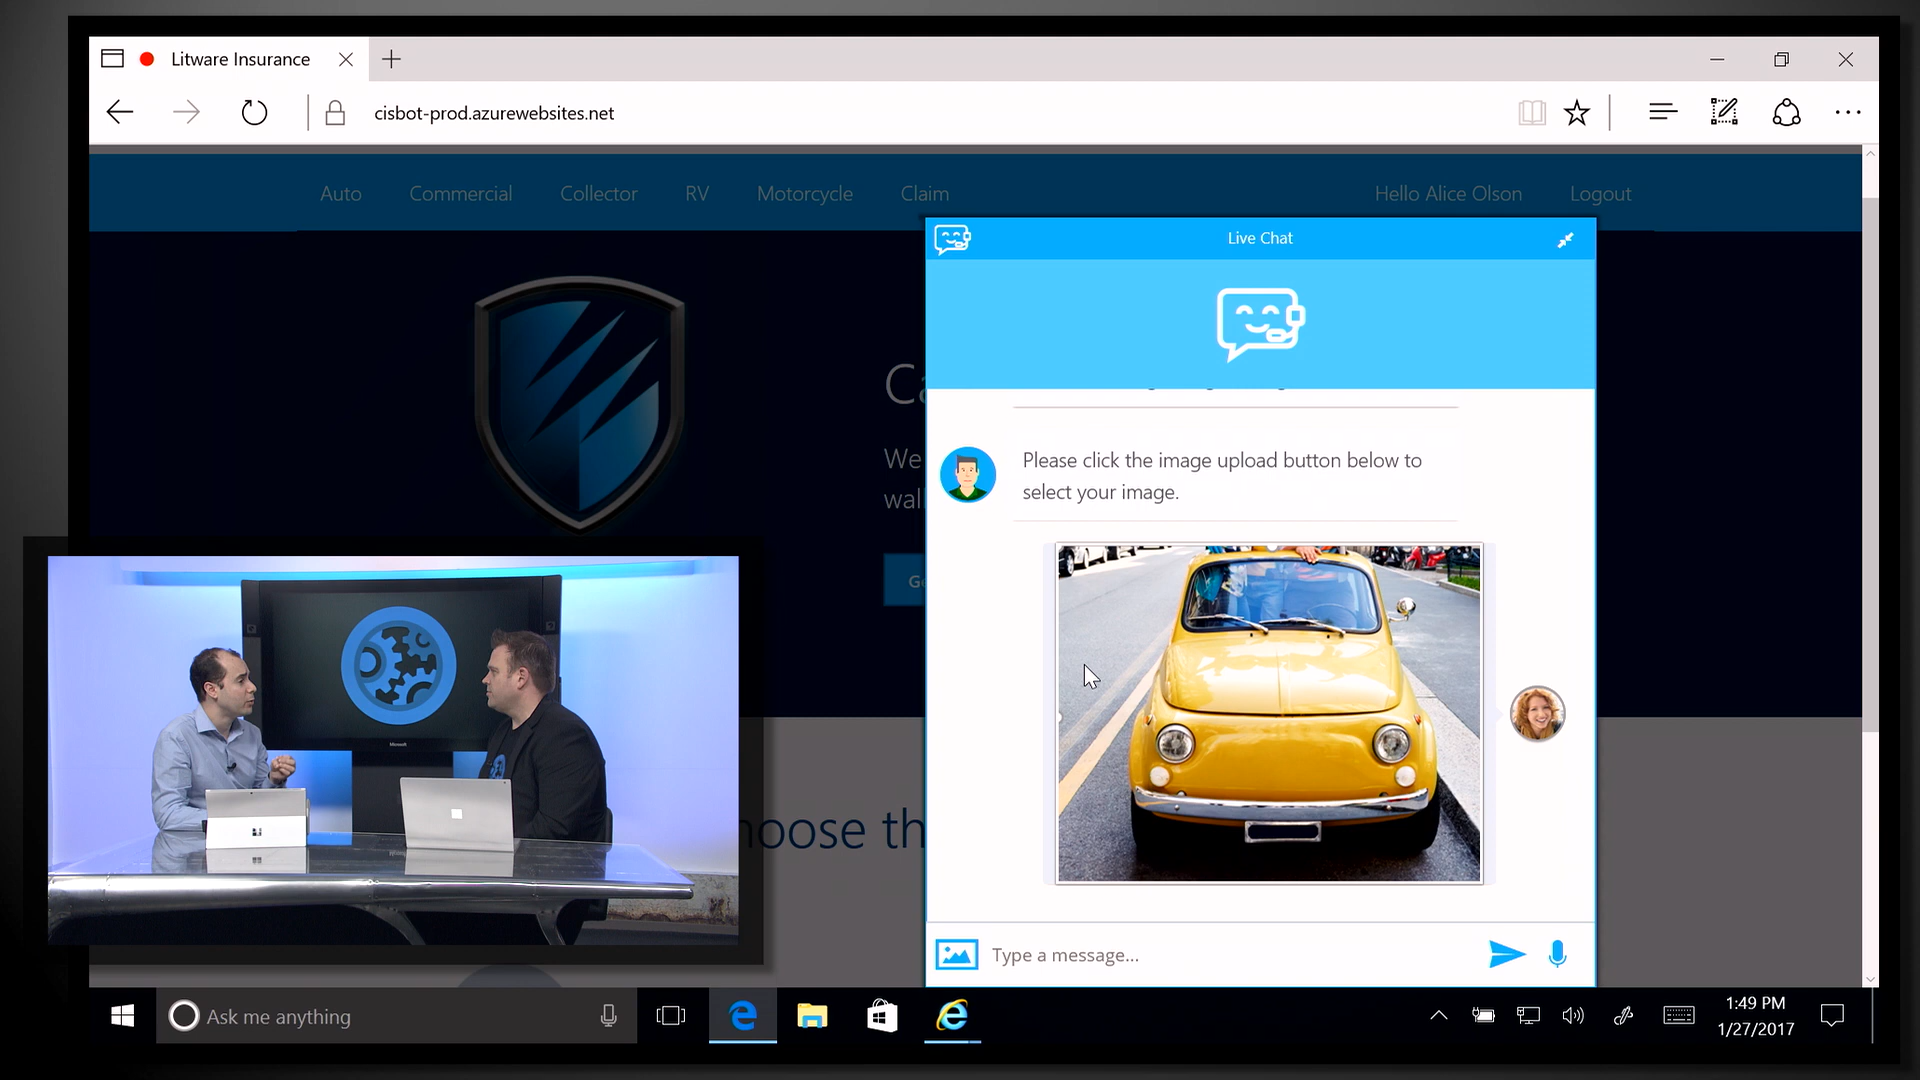 Litware Insurance
cisbot-prod.azurewebsites.net
Auto Commercial Collector RV Motorcycle Claim Hello Alice Olson Logout
Live Chat
We
Please click the image upload button below to
select your image.
Type a message...
Microsoft
Ask me anything
1:49 PM
1/27/2017